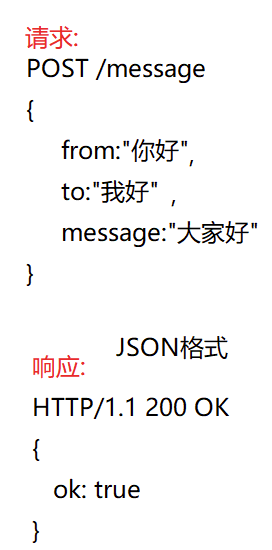 请求:
POST /message
{
from:"你好",
to:"我好" ,
message:"大家好"
}
JSON格式
响应:
HTTP/1.1 200 OK
{
ok: true
}